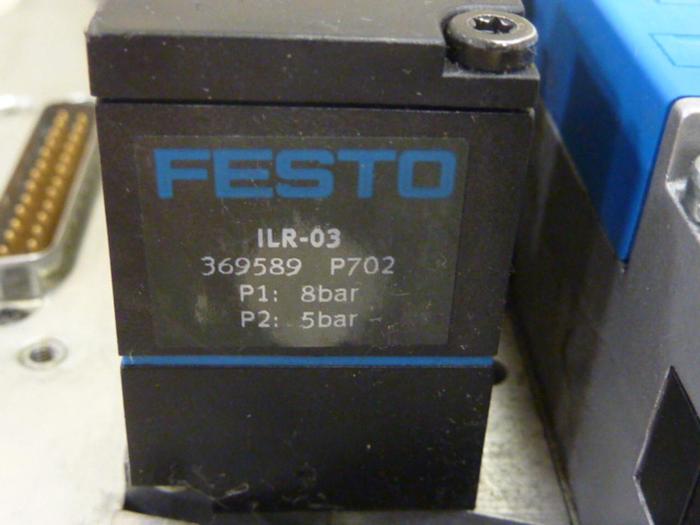 FESTO
ILR-03
369589 P702
P1: 8bar
P2: 5bar